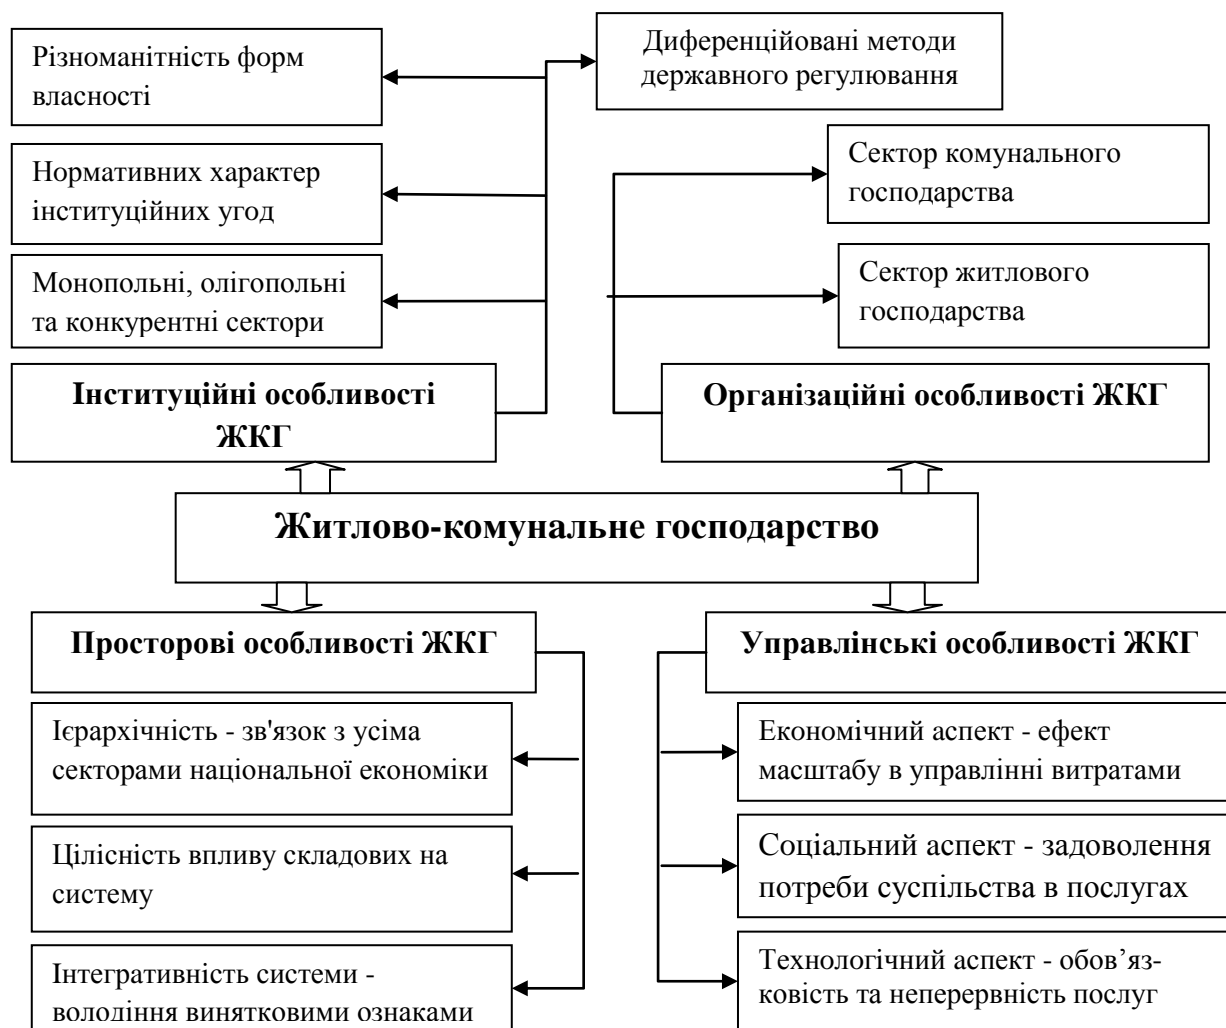 Різноманітність форм
власності
Диференційовані методи
державного регулювання
Нормативних характер
інституційних угод
Сектор комунального
господарства
Монопольні, олігопольні
та конкурентні сектори
Сектор житлового
господарства
Інституційні особливості
ЖКГ
Організаційні особливості ЖКГ
Житлово-комунальне господарство
Просторові особливості ЖКГ
Управлінські особливості ЖКГ
Ієрархічність - зв'язок з усіма
секторами національної економіки
Економічний аспект - ефект
масштабу в управлінні витратами
Цілісність впливу складових на
систему
Соціальний аспект - задоволення
потреби суспільства в послугах
Інтегративність системи -
володіння винятковими ознаками
Технологічний аспект - обов’яз-
ковість та неперервність послуг